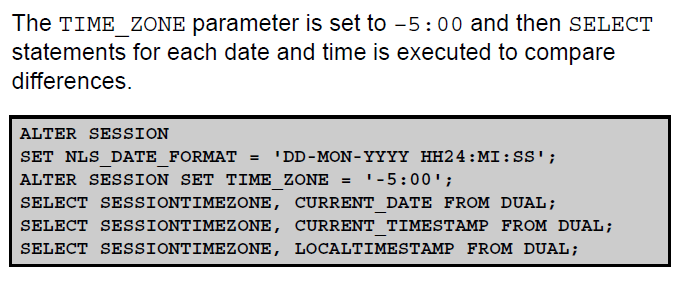 The TIME_ZONE parameter is set to –5:00 and then SELECT
statements for each date and time is executed to compare
differences.
ALTER SESSION
SET NLS_DATE_FORMAT = 'DD-MON-YYYY HH24:MI:SS';
ALTER SESSION SET TIME_ZONE = '-5:00';
SELECT SESSIONTIMEZONE, CURRENT_DATE FROM DUAL;
SELECT SESSIONTIMEZONE, CURRENT_TIMESTAMP FROM DUAL;
SELECT SESSIONTIMEZONE, LOCALTIMESTAMP FROM DUAL;